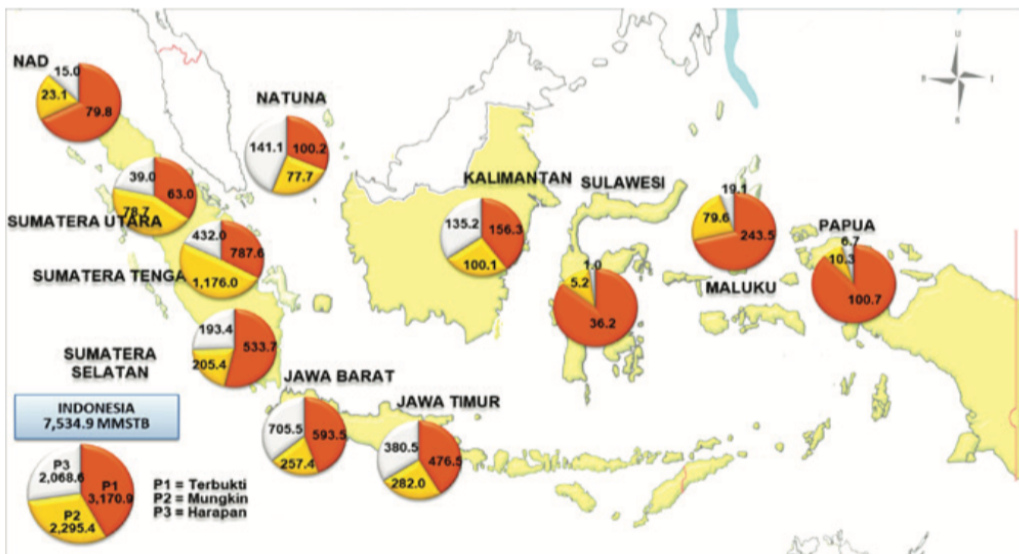 NAD
15.0
23.1
79.8
NATUNA
141.1
100.2
77.7
39.0
63.0
78.7
SUMATERA UTARA
432.0
787.6
1,176.0
SUMATERA TENGA
193.4
533.7
205.4
SUMATERA
SELATAN
KALIMANTAN
135.2
156.3
100.1
SULAWESI
1.0
5.2
36.2
19.1
79.6
243.5
MALUKU
PAPUA
6.7
10.3
100.7
JAWA BARAT
705.5
593.5
257.4
JAWA TIMUR
380.5
476.5
282.0
INDONESIA
7,534.9 MMSTB
P3
2,068.6
P1
3,170.9
P2
2,295.4
P1 = Terbukti
P2 = Mungkin
P3 = Harapan
U